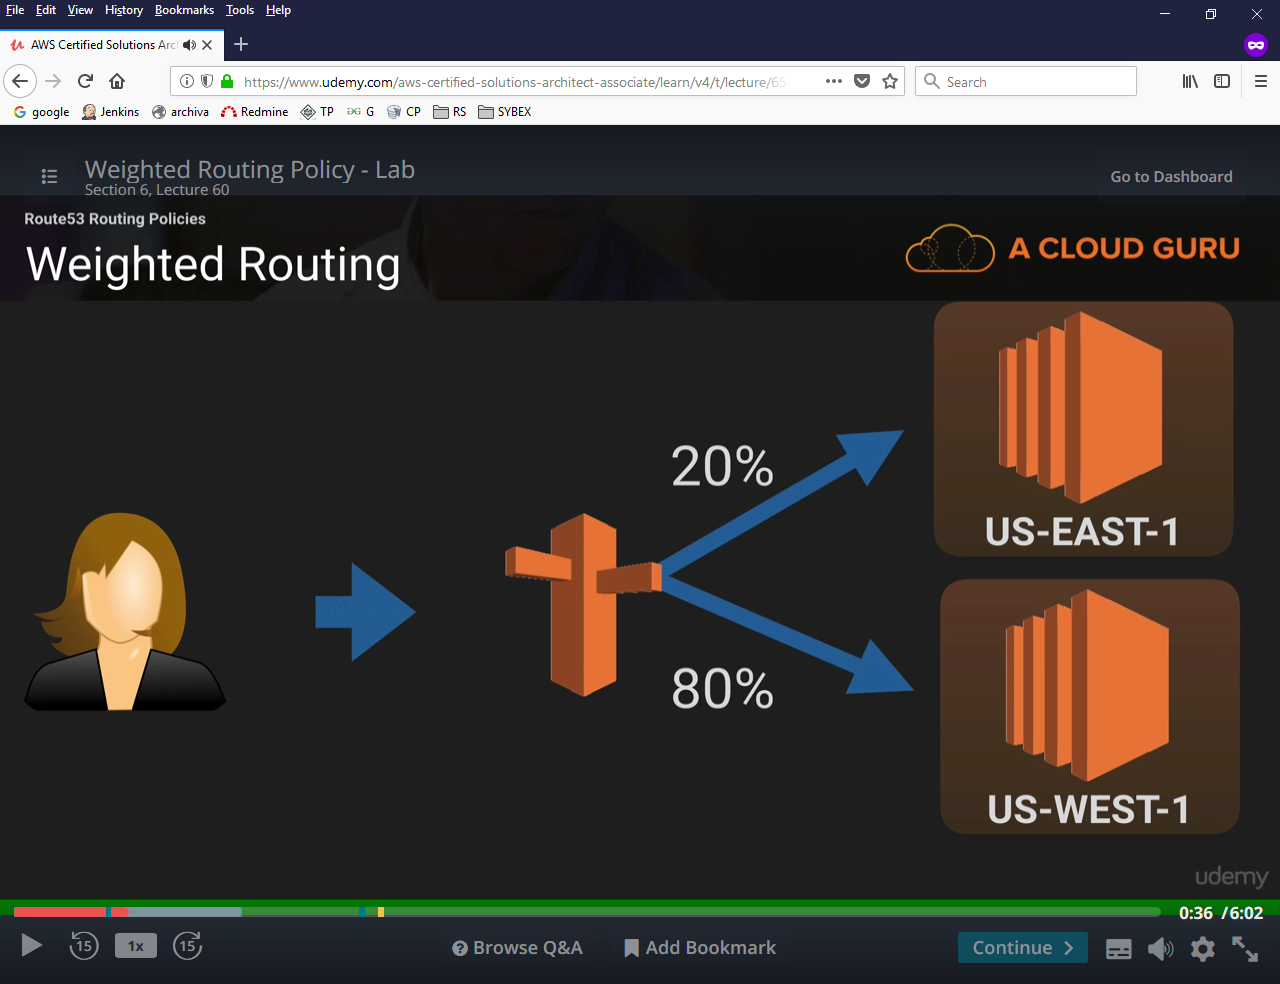 File Edit View History Bookmarks Tools Help
AWS Certified Solutions Arc
https://www.udemy.com/aws-certified-solutions-architect-associate/learn/v4/t/lecture/65
Search
google Jenkins archiva Redmine TP G CP RS SYBEX
Weighted Routing Policy - Lab
Section 6, Lecture 60
Go to Dashboard
Route53 Routing Policies
Weighted Routing
A CLOUD GURU
20%
US-EAST-1
80%
US-WEST-1
udemy
0:36 /6:02
15 1x 15 Browse Q&A Add Bookmark Continue